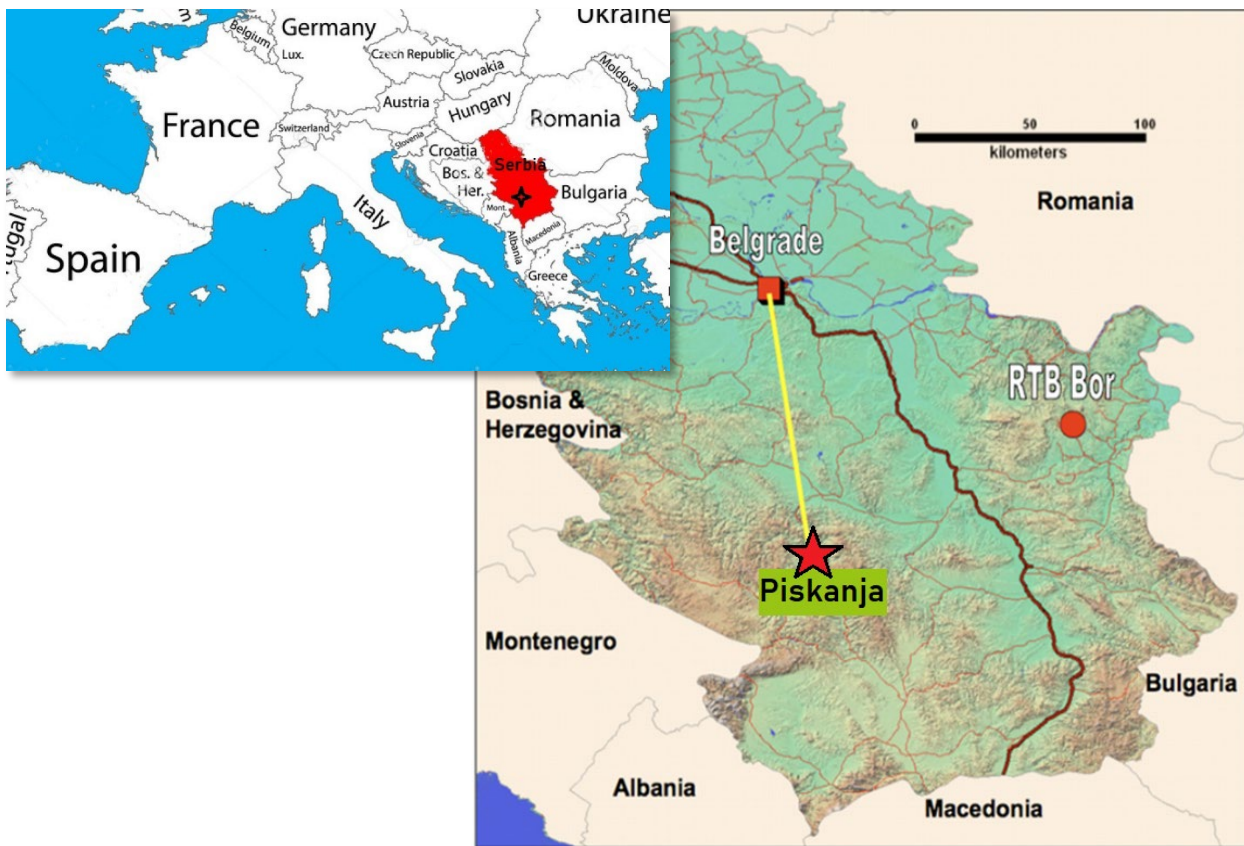 Germany
Ukraine
Belgium
Lux.
Czech Republic
Slovakia
Moldova
Austria
France
Switzerland
Hungary
Romania
Slovenia
Croatia
Serbia
Bos. &
Her.
Bulgaria
Italy
Mont.
Macedonia
Albania
Spain
Greece
0
50
100
kilometers
Romania
Belgrade
RTB Bor
Bosnia &
Herzegovina
Piskanja
Montenegro
Bulgaria
Albania
Macedonia